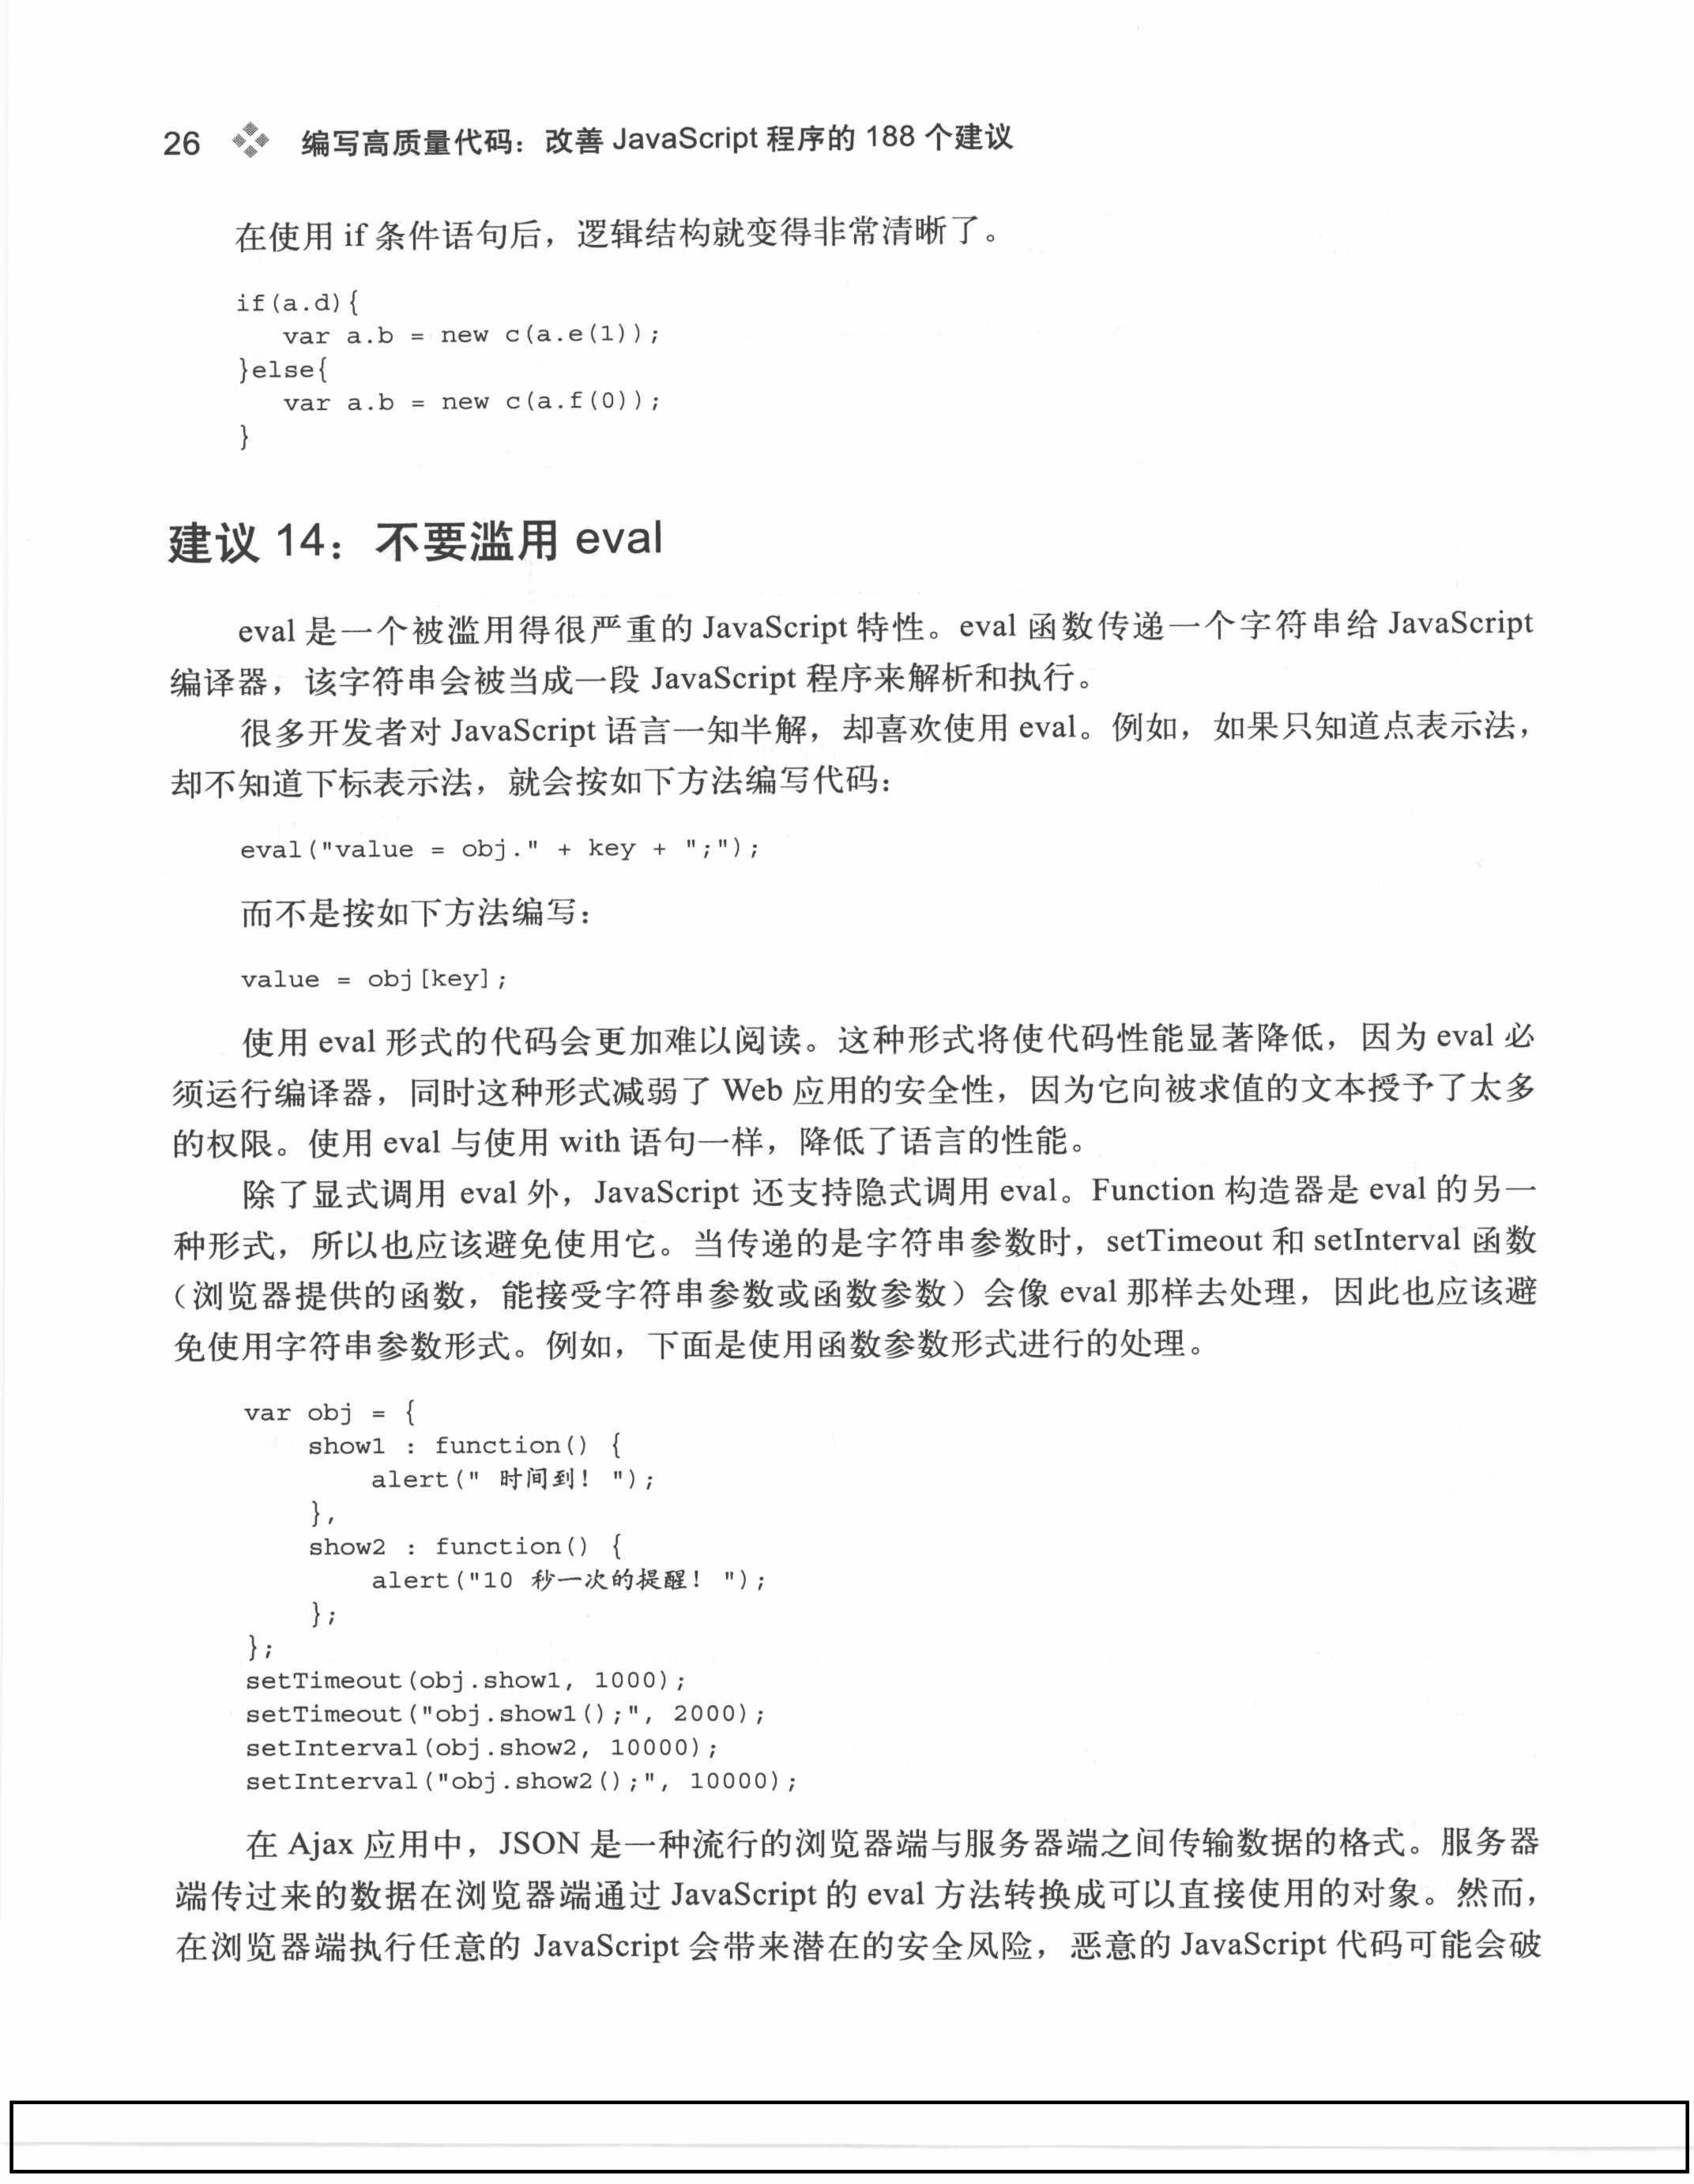 26 编写高质量代码：改善 JavaScript 程序的 188 个建议
在使用 if 条件语句后，逻辑结构就变得非常清晰了。
if(a.d){
   var a.b = new c(a.e(1));
}else{
   var a.b = new c(a.f(0));
}
建议 14：不要滥用 eval
eval 是一个被滥用得很严重的 JavaScript 特性。eval 函数传递一个字符串给 JavaScript
编译器，该字符串会被当成一段 JavaScript 程序来解析和执行。
很多开发者对 JavaScript 语言一知半解，却喜欢使用 eval。例如，如果只知道点表示法，
却不知道下标表示法，就会按如下方法编写代码：
eval("value = obj." + key + ";");
而不是按如下方法编写：
value = obj[key];
使用 eval 形式的代码会更加难以阅读。这种形式将使代码性能显著降低，因为 eval 必
须运行编译器，同时这种形式减弱了 Web 应用的安全性，因为它向被求值的文本授予了太多
的权限。使用 eval 与使用 with 语句一样，降低了语言的性能。
除了显式调用 eval 外，JavaScript 还支持隐式调用 eval。Function 构造器是 eval 的另一
种形式，所以也应该避免使用它。当传递的是字符串参数时，setTimeout 和 setInterval 函数
（浏览器提供的函数，能接受字符串参数或函数参数）会像 eval 那样去处理，因此也应该避
免使用字符串参数形式。例如，下面是使用函数参数形式进行的处理。
var obj = {
    show1 : function() {
        alert(" 时间到！ ");
    },
    show2 : function() {
        alert("10 秒一次的提醒！ ");
    };
};
setTimeout(obj.show1, 1000);
setTimeout("obj.show1();", 2000);
setInterval(obj.show2, 10000);
setInterval("obj.show2();", 10000);
在 Ajax 应用中，JSON 是一种流行的浏览器端与服务器端之间传输数据的格式。服务器
端传过来的数据在浏览器端通过 JavaScript 的 eval 方法转换成可以直接使用的对象。然而，
在浏览器端执行任意的 JavaScript 会带来潜在的安全风险，恶意的 JavaScript 代码可能会破